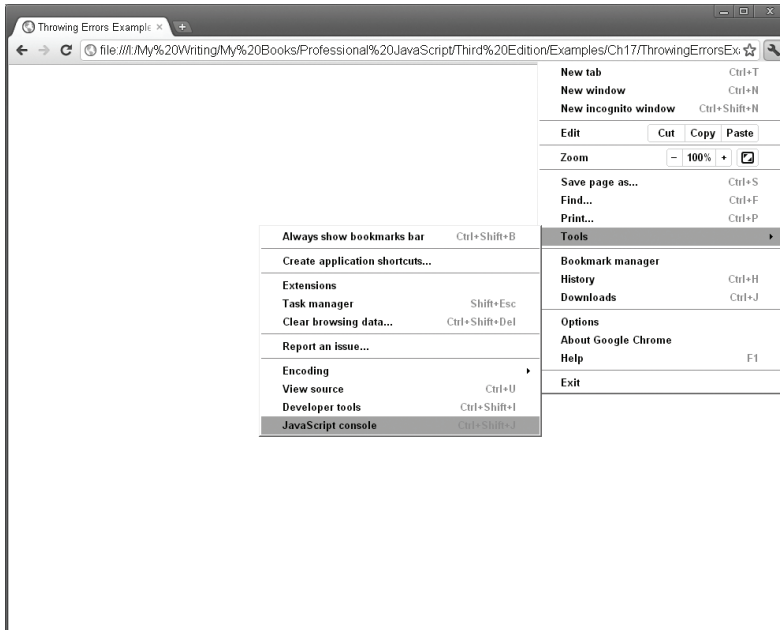 Throwing Errors Example
file:///I:/My%20Writing/My%20Books/Professional%20JavaScript/Third%20Edition/Examples/Ch17/ThrowingErrorsEx
New tab Ctrl+T
New window Ctrl+N
New incognito window Ctrl+Shift+N
Edit Cut Copy Paste
Zoom − 100% +
Save page as... Ctrl+S
Find... Ctrl+F
Print... Ctrl+P
Tools
Bookmark manager
History Ctrl+H
Downloads Ctrl+J
Options
About Google Chrome
Help F1
Exit
Always show bookmarks bar Ctrl+Shift+B
Create application shortcuts...
Extensions
Task manager Shift+Esc
Clear browsing data... Ctrl+Shift+Del
Report an issue...
Encoding
View source Ctrl+U
Developer tools Ctrl+Shift+I
JavaScript console Ctrl+Shift+J